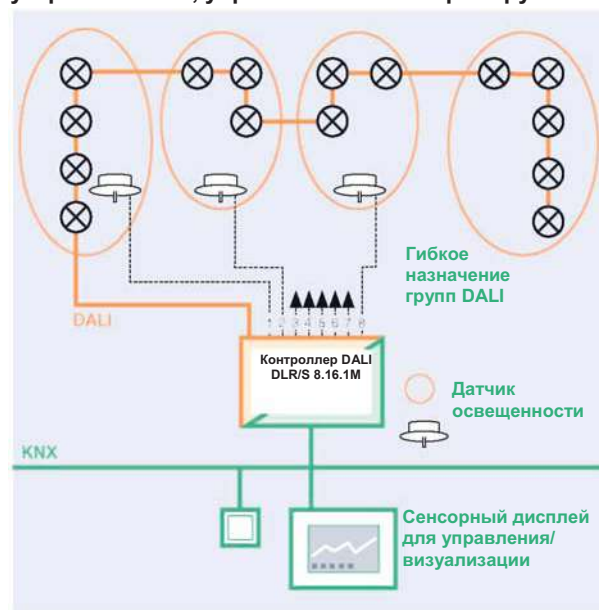 Гибкое
назначение
групп DALI
DALI
1 2 3 4 5 6 7 8
Контроллер DALI
DLR/S 8.16.1M
Датчик
освещенности
KNX
Сенсорный дисплей
для управления/
визуализации